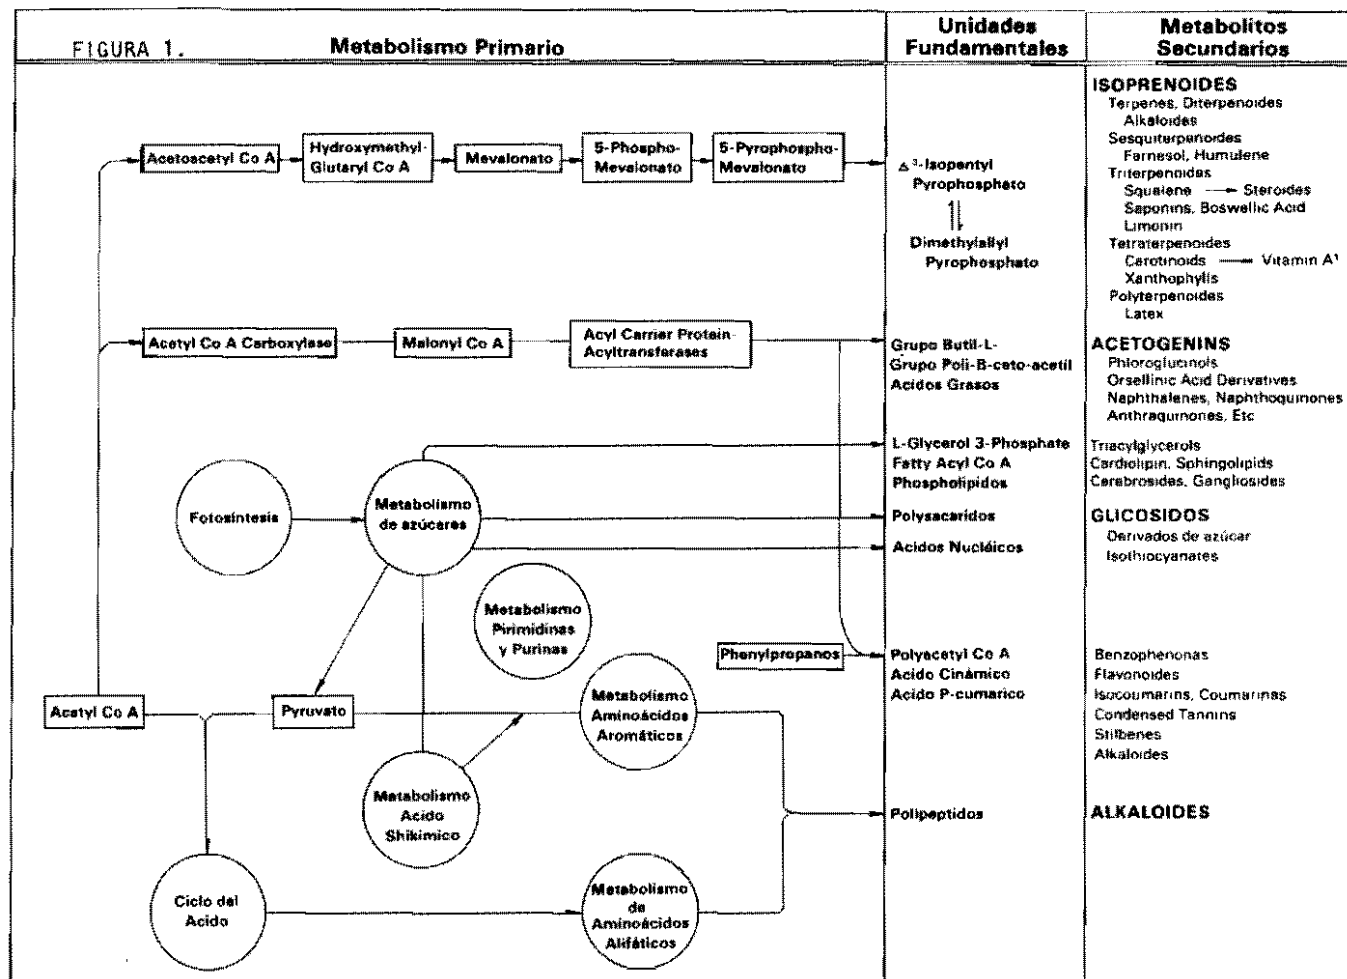 FIGURA 1.
Metabolismo Primario
Unidades
Fundamentales
Metabolitos
Secundarios
Acetoacetyl Co A
Hydroxymethyl-
Glutaryl Co A
Mevalonato
5-Phospho-
Mevalonato
5-Pyrophospho-
Mevalonato
Δ³-Isopentyl
Pyrophosphato
Dimethylallyl
Pyrophosphato
ISOPRENOIDES
Terpenes, Diterpenoides
Alkaloides
Sesquiterpenoides
Farnesol, Humulene
Triterpenoides
Squalene → Steroides
Saponins, Boswellic Acid
Limonin
Tetraterpenoides
Carotinoids → Vitamin A¹
Xanthophylls
Polyterpenoides
Latex
Acetyl Co A Carboxylase
Malonyl Co A
Acyl Carrier Protein-
Acyltransferases
Grupo Butil-L-
Grupo Poli-B-ceto-acetil
Acidos Grasos
ACETOGENINS
Phloroglucinols
Orsellinic Acid Derivatives
Naphthalenes, Naphthoquinones
Anthraquinones, Etc
L-Glycerol 3-Phosphate
Fatty Acyl Co A
Phospholipidos
Triacylglycerols
Cardiolipin, Sphingolipids
Cerebrosides, Gangliosides
Fotosíntesis
Metabolismo
de azúcares
Polysacaridos
Acidos Nucláicos
GLICOSIDOS
Derivados de azúcar
Isothiocyanates
Metabolismo
Pirimidinas
y Purinas
Phenylpropanos
Polyacetyl Co A
Acido Cinámico
Acido P-cumarico
Benzophenonas
Flavonoides
Isocoumarins, Coumarinas
Condensed Tannins
Stilbenes
Alkaloides
Acetyl Co A
Pyruvato
Metabolismo
Aminoácidos
Aromáticos
Metabolismo
Acido
Shikimico
Polipeptidos
ALKALOIDES
Ciclo del
Acido
Metabolismo
de
Aminoácidos
Alifáticos